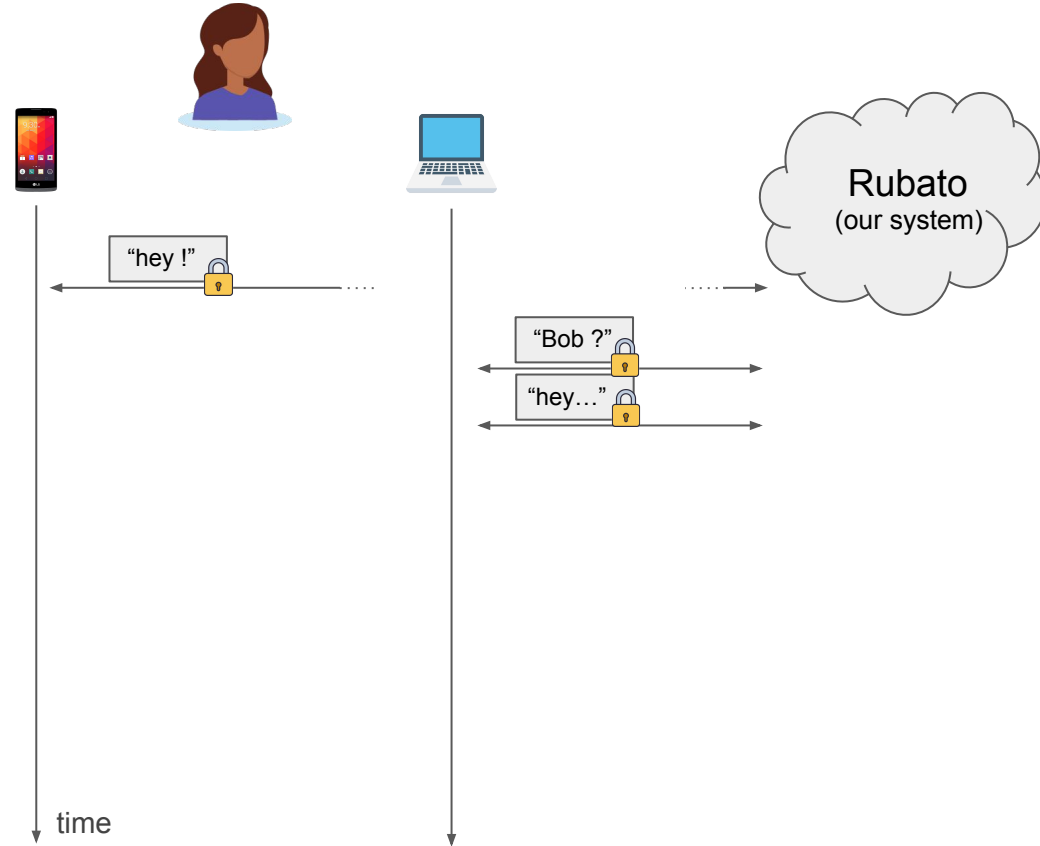 Rubato
(our system)
“hey !”
“Bob ?”
“hey…”
time